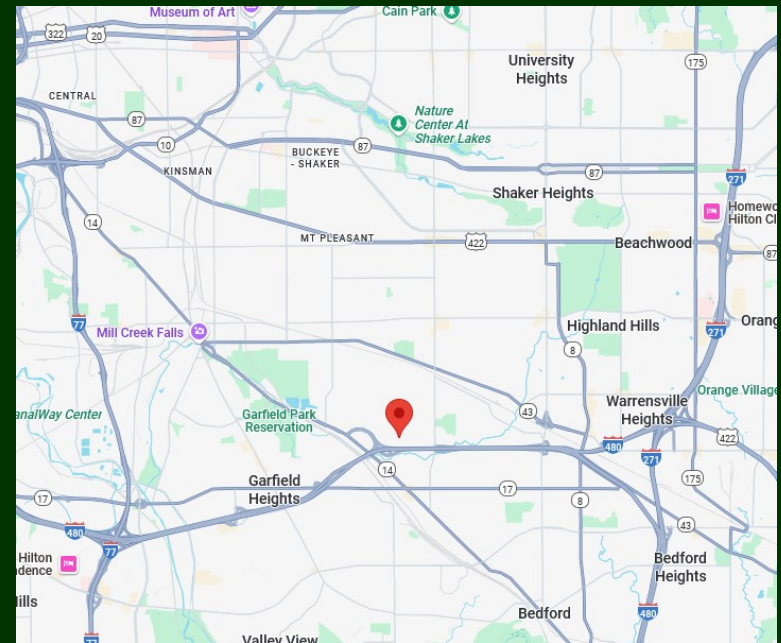 Museum of Art
Cain Park
322
20
University
Heights
175
CENTRAL
87
Nature
Center At
Shaker Lakes
10
BUCKEYE
- SHAKER
87
KINSMAN
87
271
Shaker Heights
Homewo
Hilton Cl
14
MT PLEASANT
422
Beachwood
87
77
Mill Creek Falls
Highland Hills
271
Orang
8
analWay Center
Garfield Park
Reservation
43
Warrensville
Heights
Orange Village
480
422
271
14
Garfield
Heights
17
17
8
175
480
77
43
Hilton
dence
Bedford
Heights
ills
480
Bedford
77
Valley View